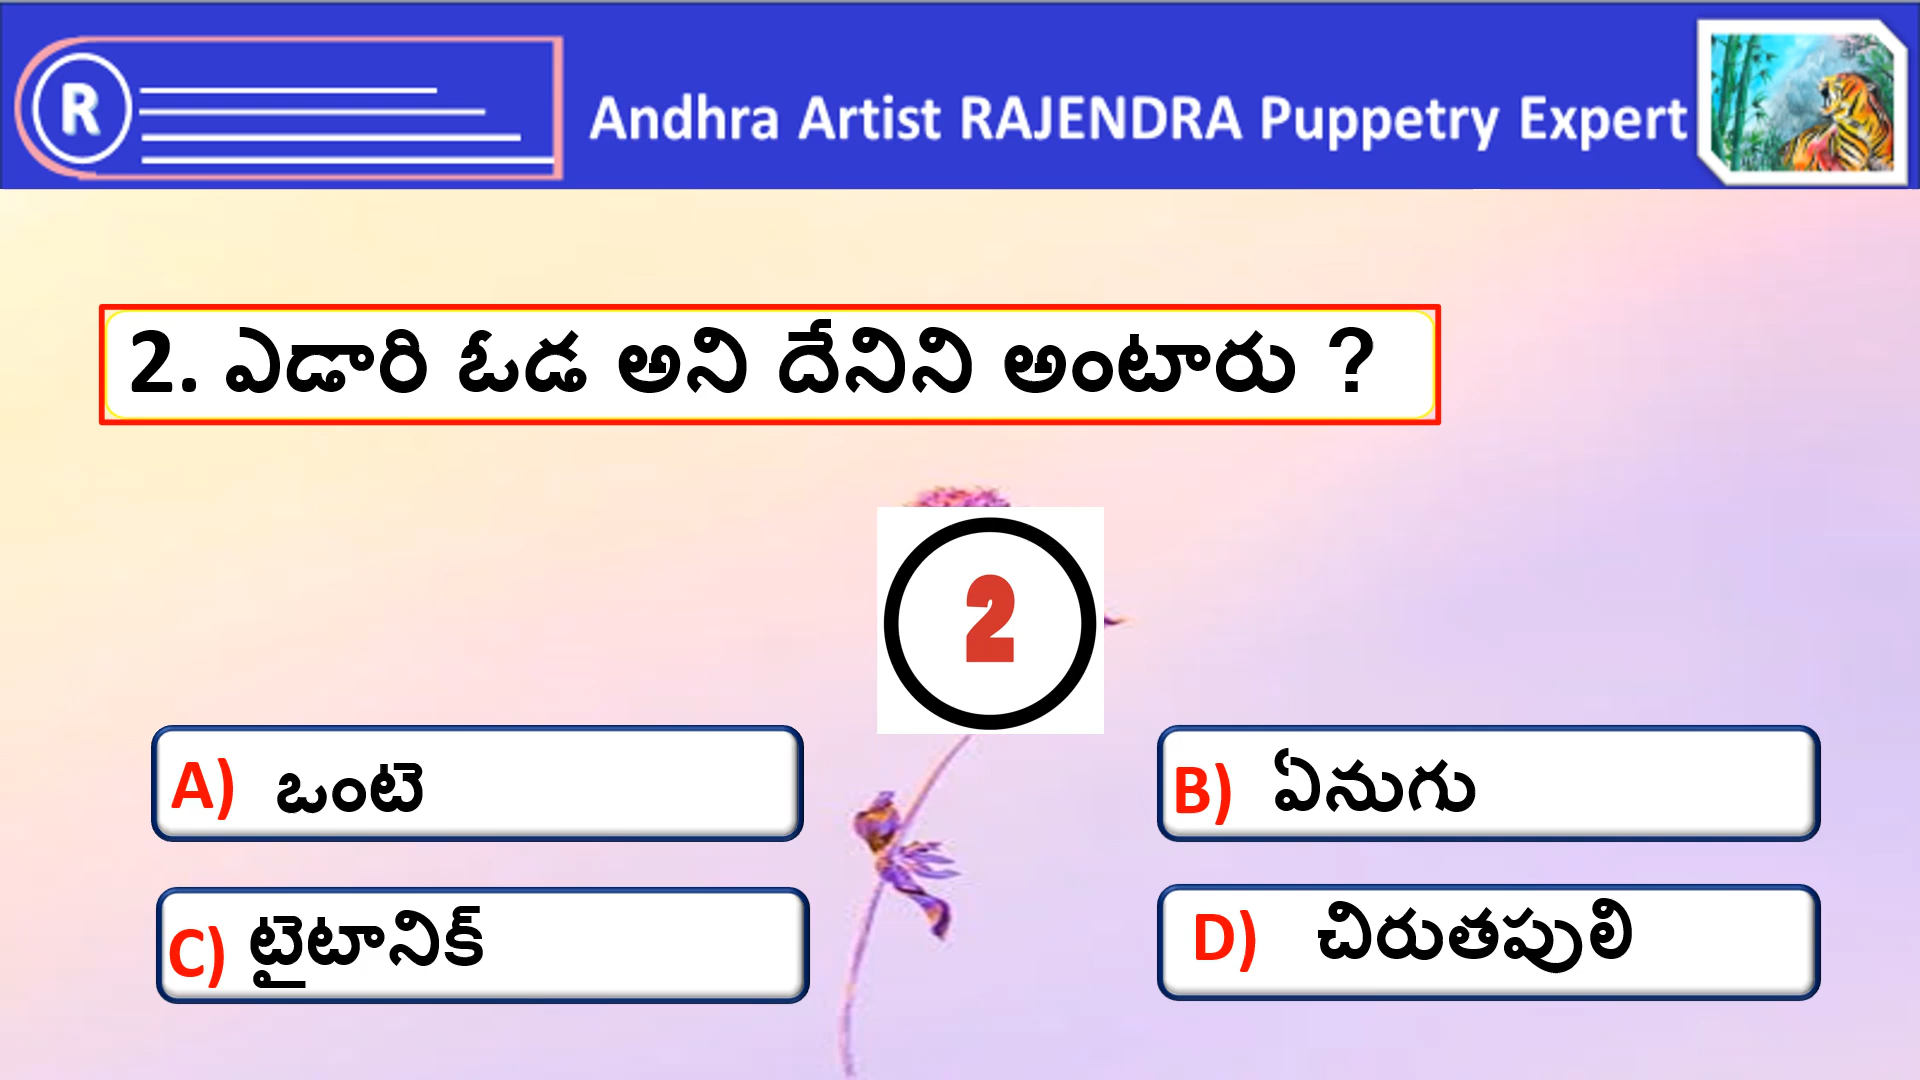 R
Andhra Artist RAJENDRA Puppetry Expert
2. ఎడారి ఓడ అని దేనిని అంటారు ?
2
A) ఒంటె
B) ఏనుగు
C) టైటానిక్
D) చిరుతపులి